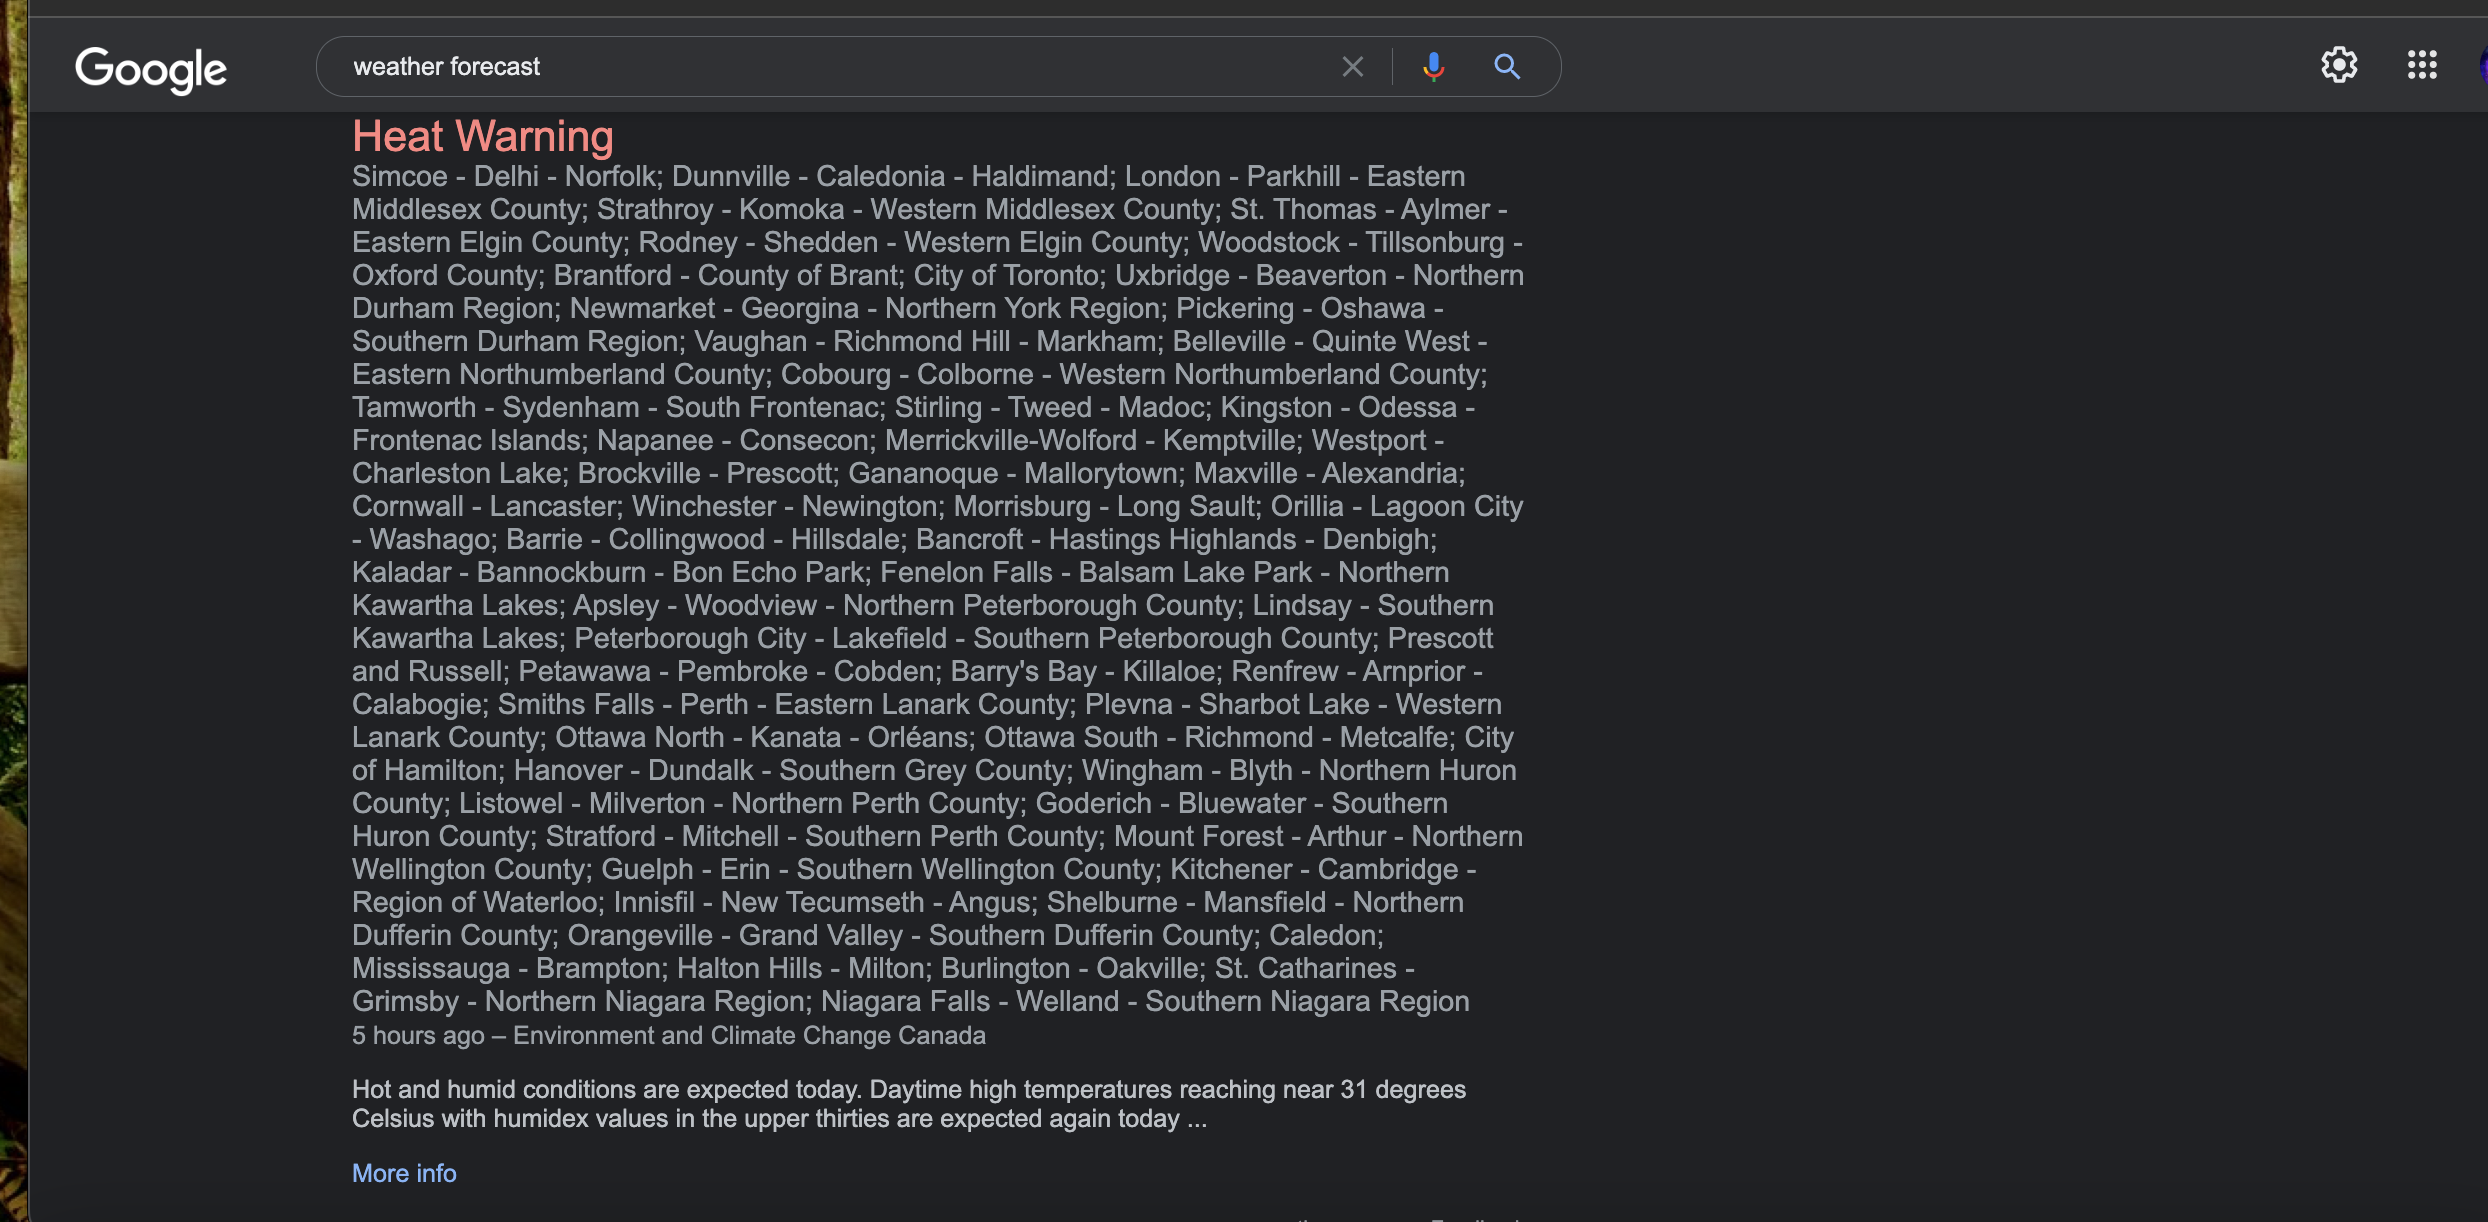 Google
weather forecast
Heat Warning
Simcoe - Delhi - Norfolk; Dunnville - Caledonia - Haldimand; London - Parkhill - Eastern
Middlesex County; Strathroy - Komoka - Western Middlesex County; St. Thomas - Aylmer -
Eastern Elgin County; Rodney - Shedden - Western Elgin County; Woodstock - Tillsonburg -
Oxford County; Brantford - County of Brant; City of Toronto; Uxbridge - Beaverton - Northern
Durham Region; Newmarket - Georgina - Northern York Region; Pickering - Oshawa -
Southern Durham Region; Vaughan - Richmond Hill - Markham; Belleville - Quinte West -
Eastern Northumberland County; Cobourg - Colborne - Western Northumberland County;
Tamworth - Sydenham - South Frontenac; Stirling - Tweed - Madoc; Kingston - Odessa -
Frontenac Islands; Napanee - Consecon; Merrickville-Wolford - Kemptville; Westport -
Charleston Lake; Brockville - Prescott; Gananoque - Mallorytown; Maxville - Alexandria;
Cornwall - Lancaster; Winchester - Newington; Morrisburg - Long Sault; Orillia - Lagoon City
- Washago; Barrie - Collingwood - Hillsdale; Bancroft - Hastings Highlands - Denbigh;
Kaladar - Bannockburn - Bon Echo Park; Fenelon Falls - Balsam Lake Park - Northern
Kawartha Lakes; Apsley - Woodview - Northern Peterborough County; Lindsay - Southern
Kawartha Lakes; Peterborough City - Lakefield - Southern Peterborough County; Prescott
and Russell; Petawawa - Pembroke - Cobden; Barry's Bay - Killaloe; Renfrew - Arnprior -
Calabogie; Smiths Falls - Perth - Eastern Lanark County; Plevna - Sharbot Lake - Western
Lanark County; Ottawa North - Kanata - Orléans; Ottawa South - Richmond - Metcalfe; City
of Hamilton; Hanover - Dundalk - Southern Grey County; Wingham - Blyth - Northern Huron
County; Listowel - Milverton - Northern Perth County; Goderich - Bluewater - Southern
Huron County; Stratford - Mitchell - Southern Perth County; Mount Forest - Arthur - Northern
Wellington County; Guelph - Erin - Southern Wellington County; Kitchener - Cambridge -
Region of Waterloo; Innisfil - New Tecumseth - Angus; Shelburne - Mansfield - Northern
Dufferin County; Orangeville - Grand Valley - Southern Dufferin County; Caledon;
Mississauga - Brampton; Halton Hills - Milton; Burlington - Oakville; St. Catharines -
Grimsby - Northern Niagara Region; Niagara Falls - Welland - Southern Niagara Region
5 hours ago – Environment and Climate Change Canada
Hot and humid conditions are expected today. Daytime high temperatures reaching near 31 degrees
Celsius with humidex values in the upper thirties are expected again today ...
More info